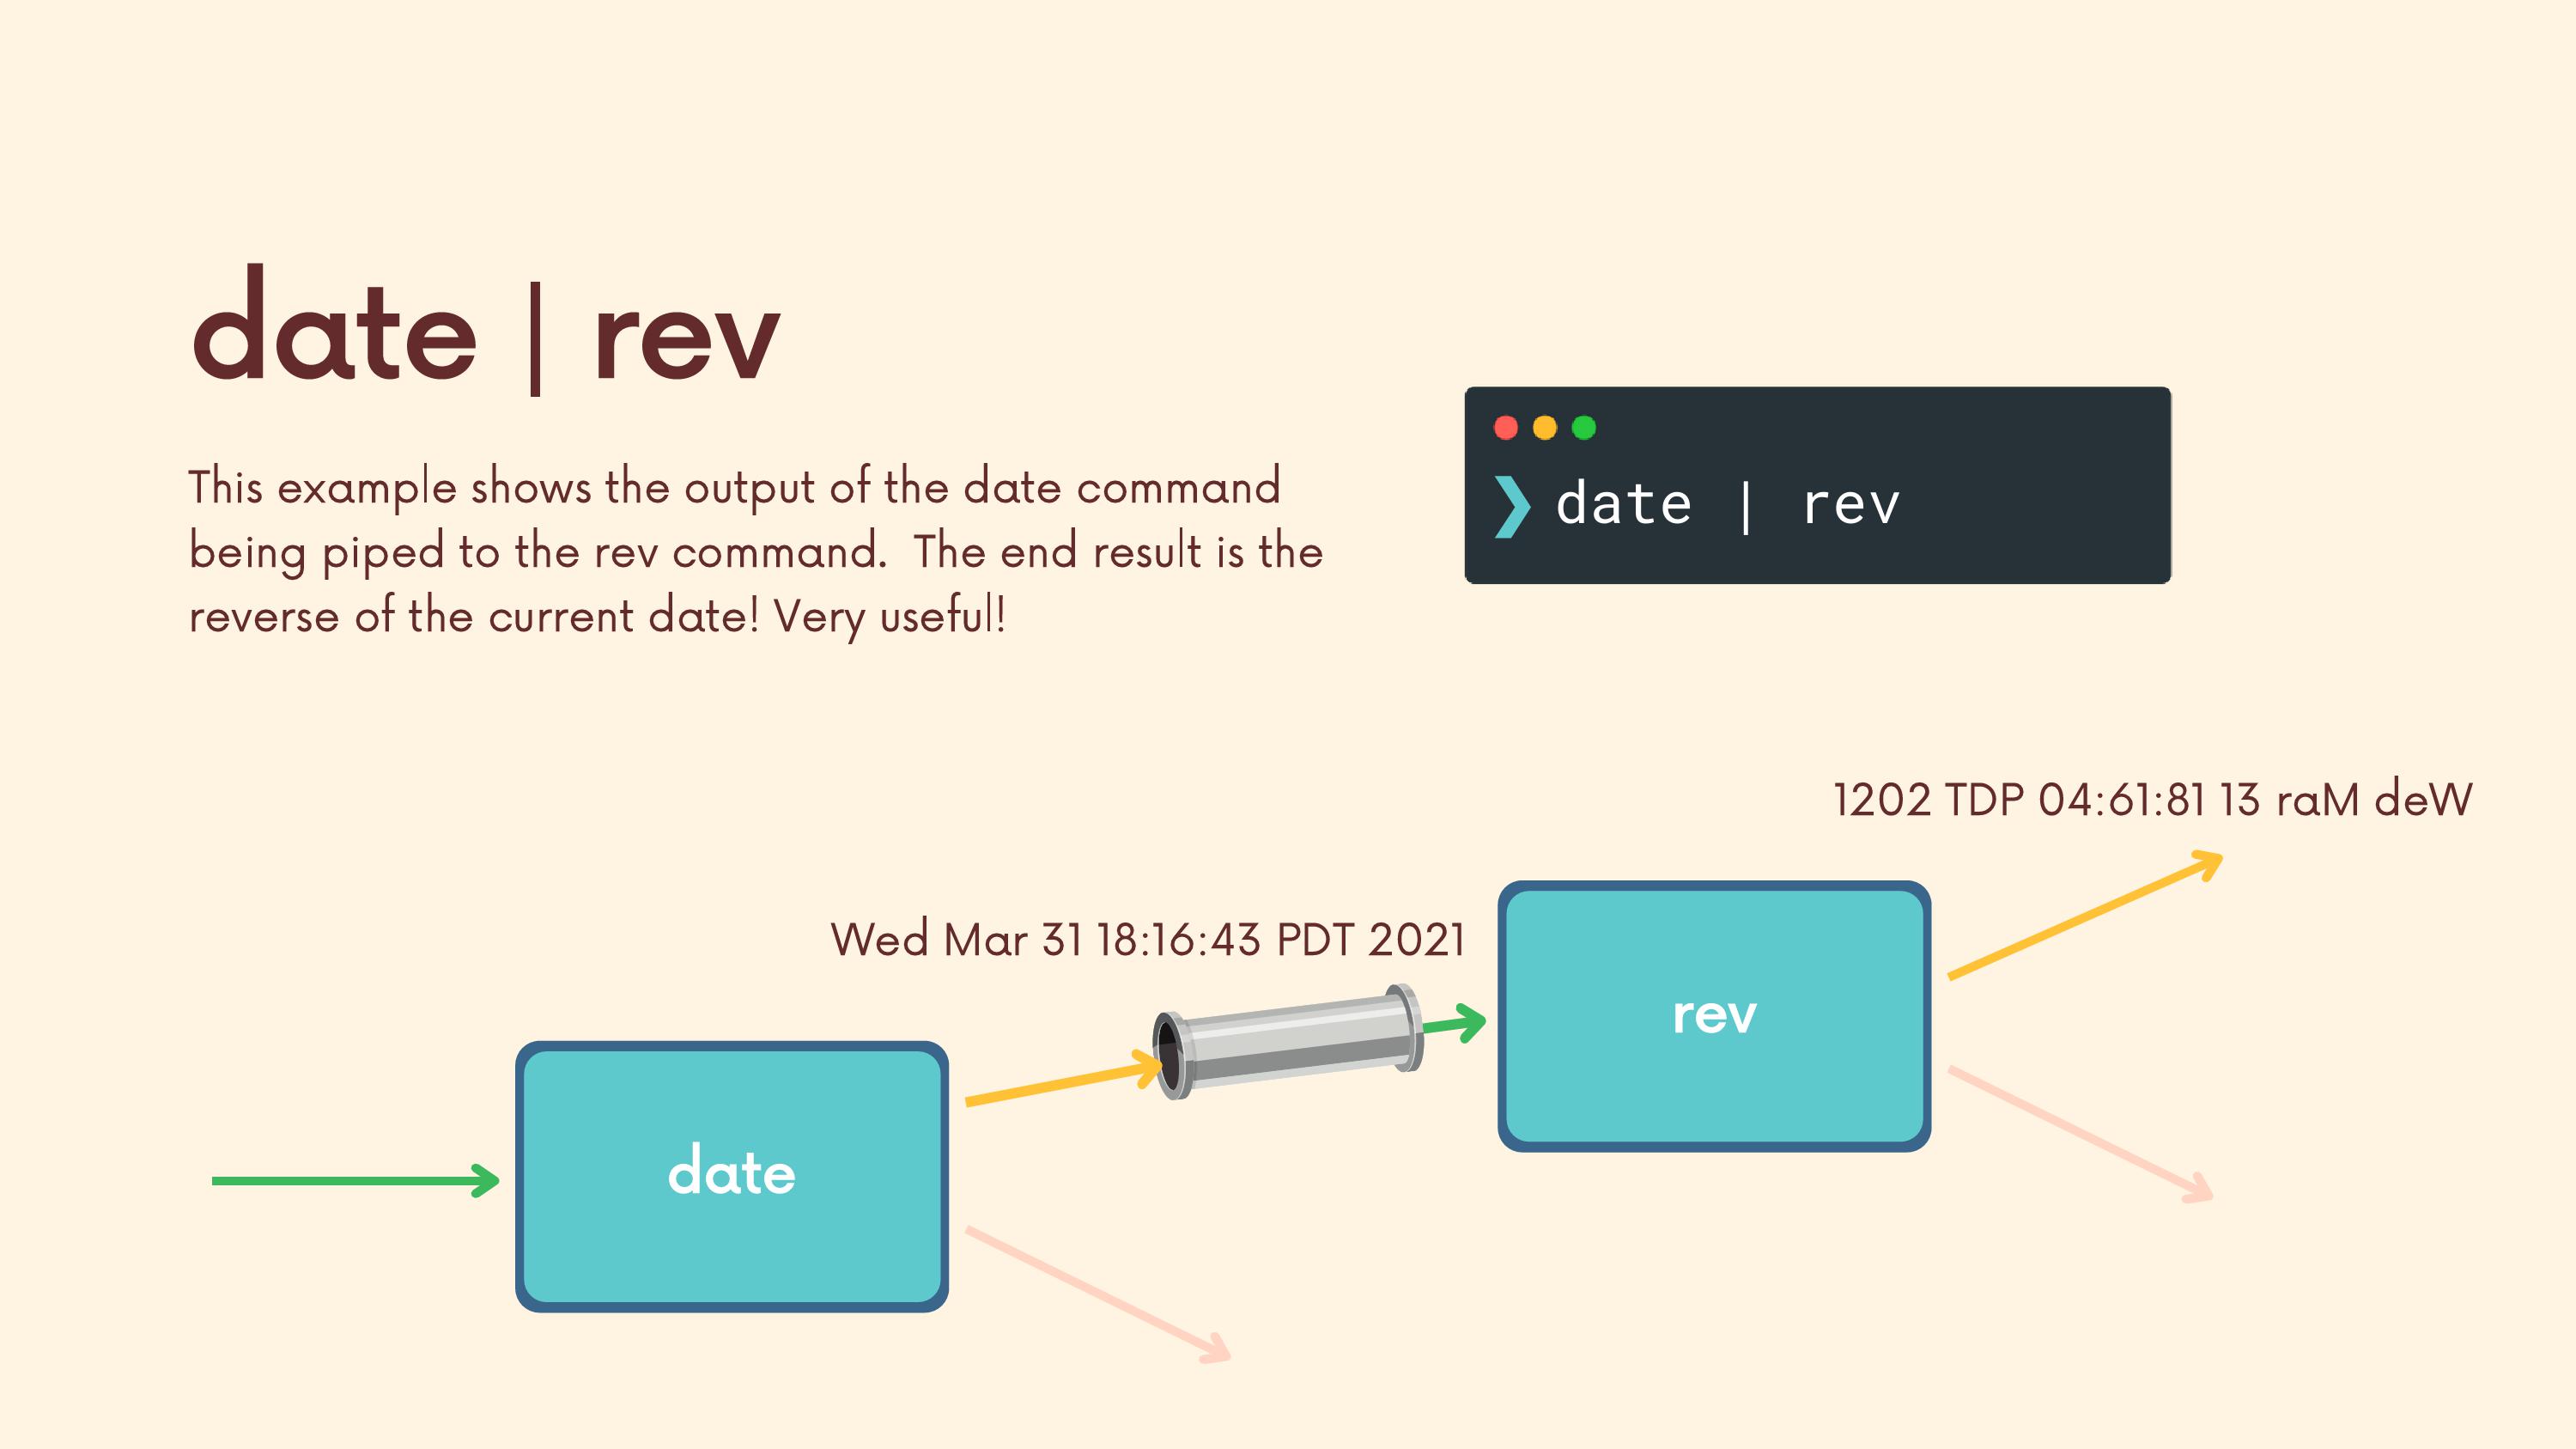 date | rev
This example shows the output of the date command
being piped to the rev command.  The end result is the
reverse of the current date! Very useful!
❯ date | rev
1202 TDP 04:61:81 13 raM deW
Wed Mar 31 18:16:43 PDT 2021
rev
date